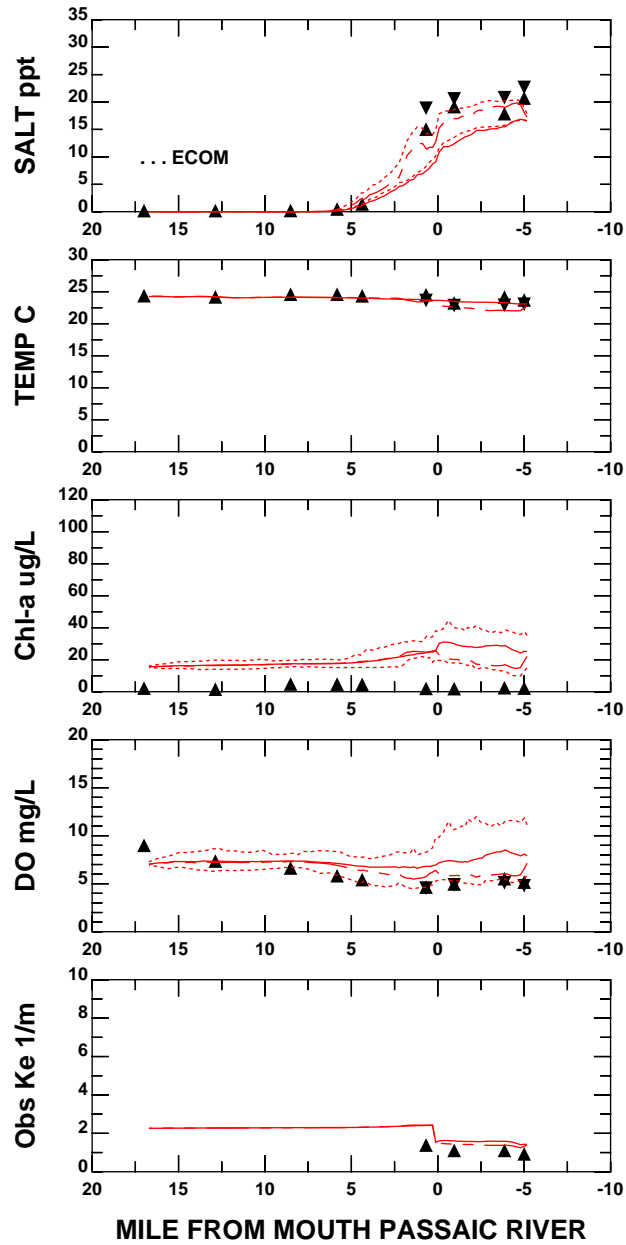 SALT ppt
35
30
25
20
15
10
5
0
. . . ECOM
20 15 10 5 0 -5 -10
TEMP C
30
25
20
15
10
5
0
20 15 10 5 0 -5 -10
Chl-a ug/L
120
100
80
60
40
20
0
20 15 10 5 0 -5 -10
DO mg/L
20
15
10
5
0
20 15 10 5 0 -5 -10
Obs Ke 1/m
10
8
6
4
2
0
20 15 10 5 0 -5 -10
MILE FROM MOUTH PASSAIC RIVER